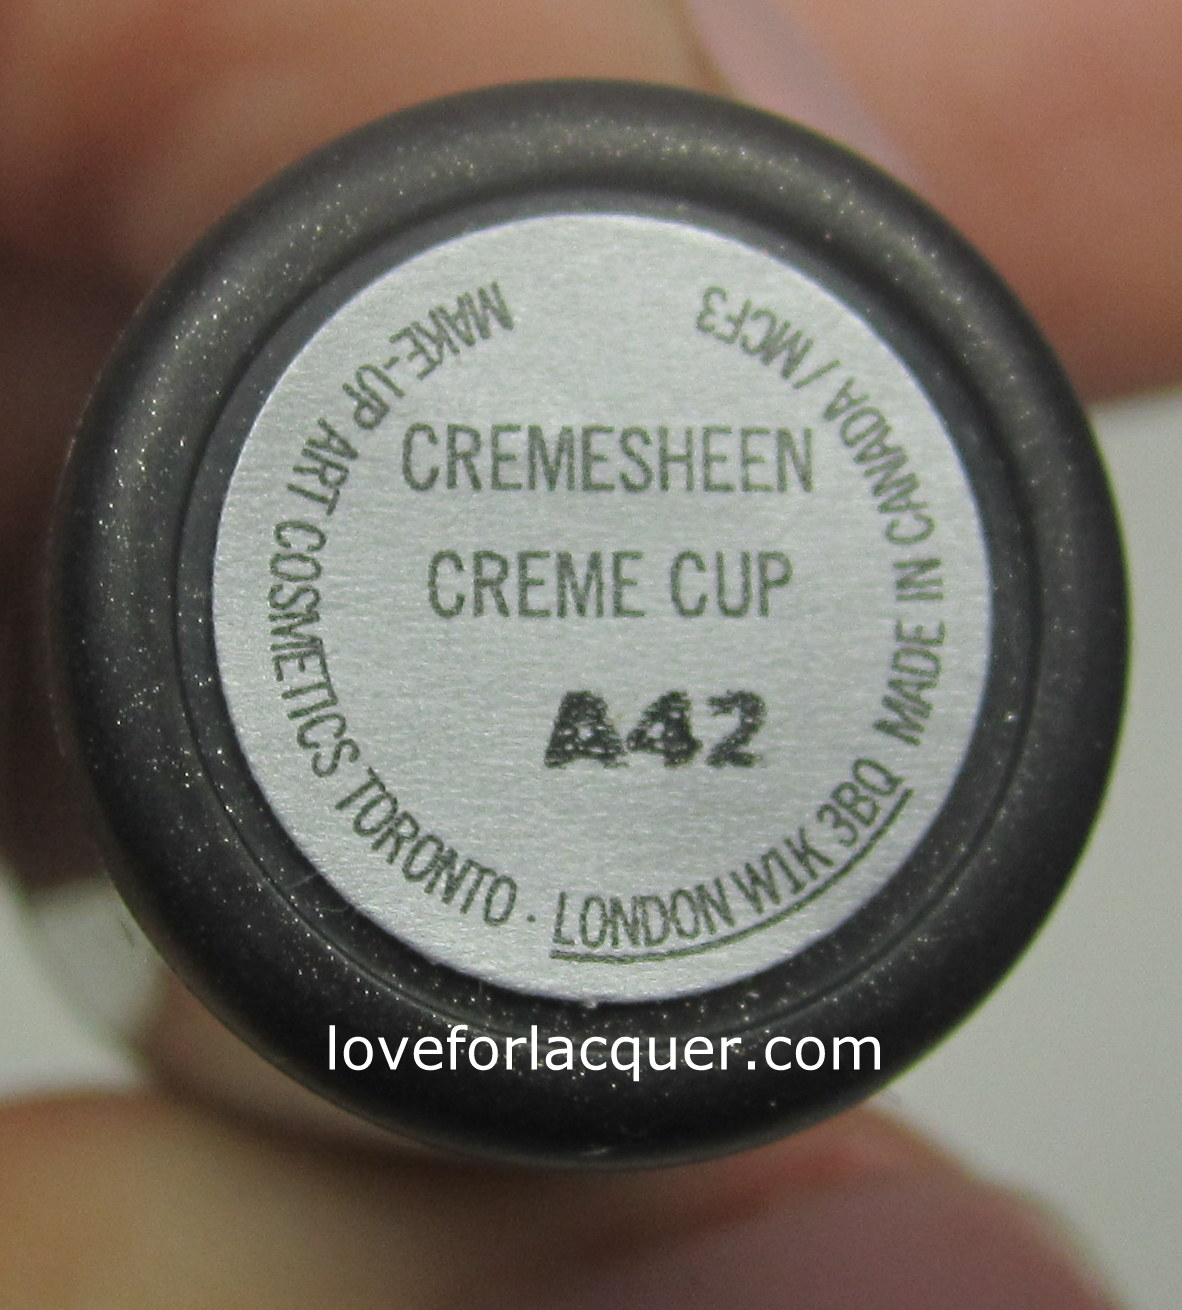 CREMESHEEN
CREME CUP
A42
MAKE-UP ART COSMETICS TORONTO · LONDON W1K 3BQ MADE IN CANADA / MCF3
loveforlacquer.com